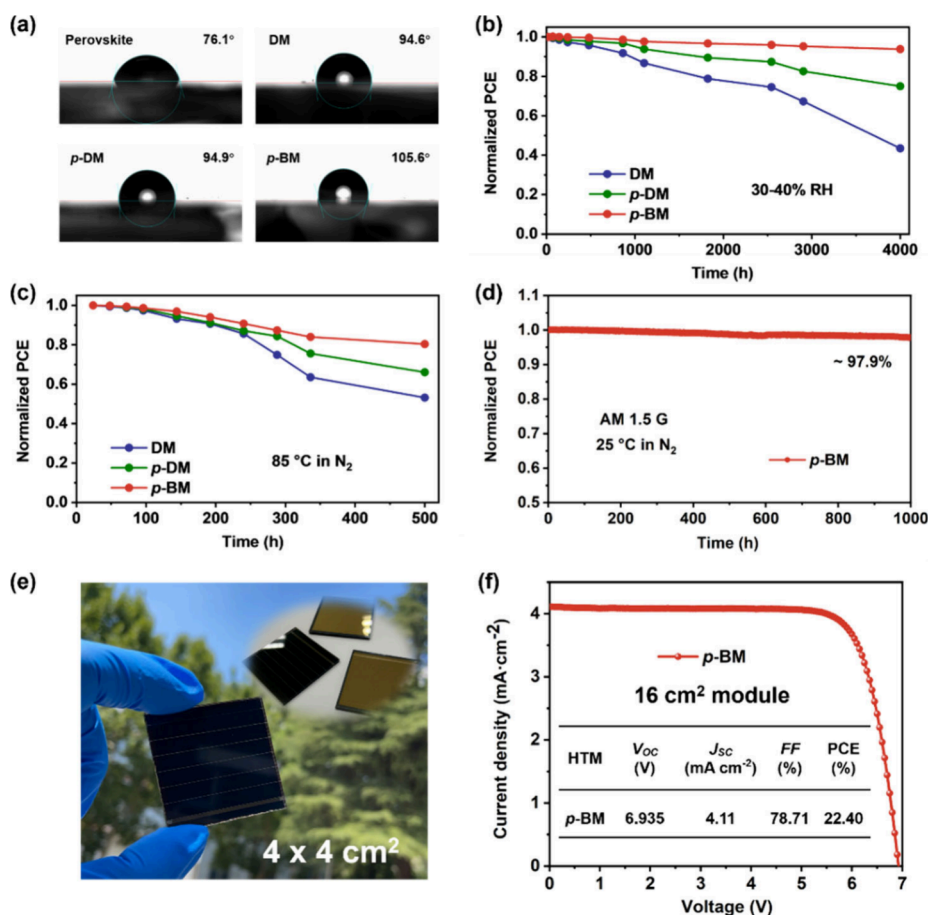 (a)
Perovskite 76.1°
DM 94.6°
p-DM 94.9°
p-BM 105.6°
(b)
Normalized PCE
1.0
0.8
0.6
0.4
0.2
0.0
DM
p-DM
p-BM
30-40% RH
0 1000 2000 3000 4000
Time (h)
(c)
Normalized PCE
1.0
0.8
0.6
0.4
0.2
0.0
DM
p-DM
p-BM
85 °C in N₂
0 100 200 300 400 500
Time (h)
(d)
Normalized PCE
1.1
1.0
0.9
0.8
0.7
0.6
0.5
~ 97.9%
AM 1.5 G
25 °C in N₂
p-BM
0 200 400 600 800 1000
Time (h)
(e)
4 x 4 cm²
(f)
Current density (mA·cm⁻²)
4
3
2
1
0
p-BM
16 cm² module
HTM V_OC (V) J_SC (mA cm⁻²) FF (%) PCE (%)
p-BM 6.935 4.11 78.71 22.40
0 1 2 3 4 5 6 7
Voltage (V)